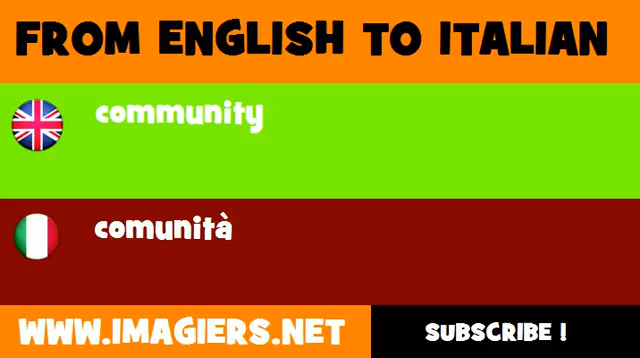 FROM ENGLISH TO ITALIAN
community
comunità
WWW.IMAGIERS.NET
SUBSCRIBE !